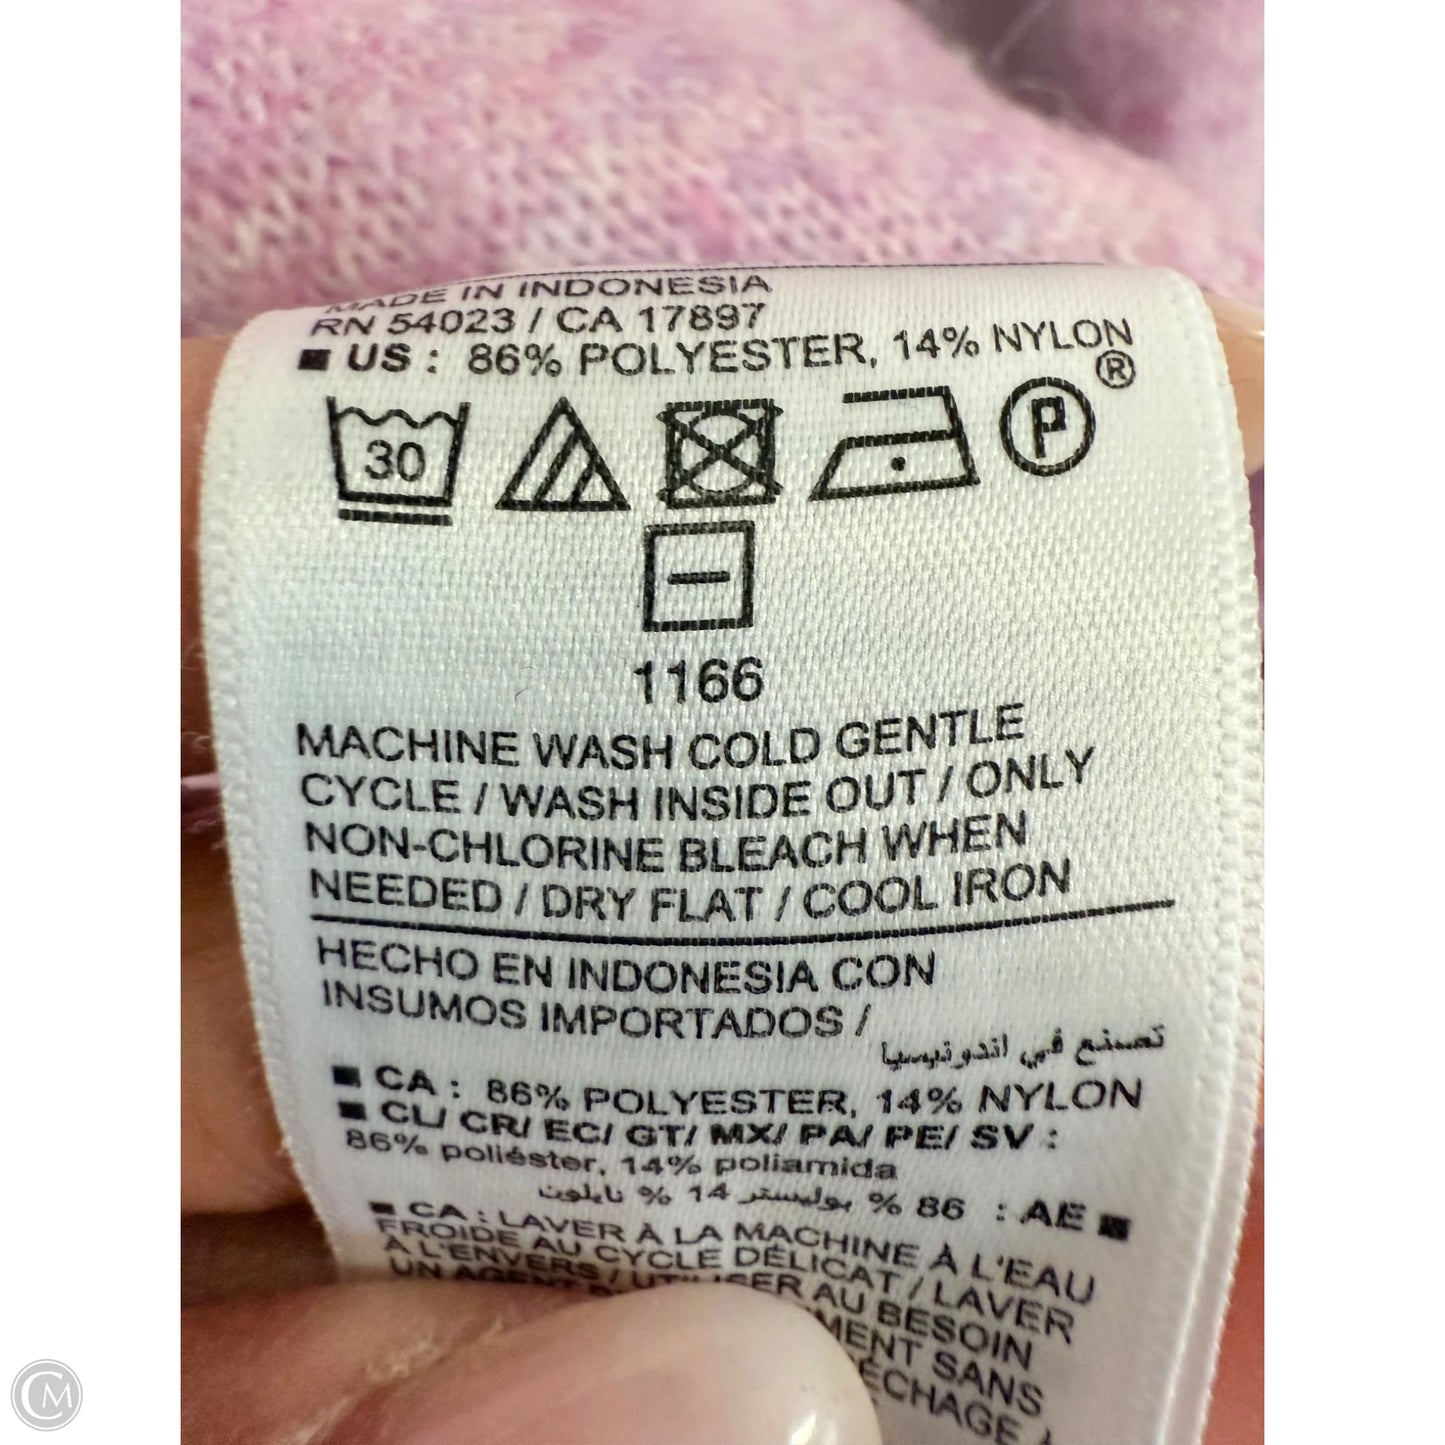 MADE IN INDONESIA
RN 54023 / CA 17897
■ US : 86% POLYESTER, 14% NYLON
30 P ®
1166
MACHINE WASH COLD GENTLE
CYCLE / WASH INSIDE OUT / ONLY
NON-CHLORINE BLEACH WHEN
NEEDED / DRY FLAT / COOL IRON
HECHO EN INDONESIA CON
INSUMOS IMPORTADOS /
تصنع في اندونيسيا
■ CA : 86% POLYESTER, 14% NYLON
■ CL/ CR/ EC/ GT/ MX/ PA/ PE/ SV :
86% poliéster, 14% poliamida
■ AE : 86 % بوليستر 14 % نايلون
■ CA : LAVER À LA MACHINE À L'EAU
FROIDE AU CYCLE DÉLICAT / LAVER
À L'ENVERS / UTILISER AU BESOIN
UN AGENT
SANS
CM